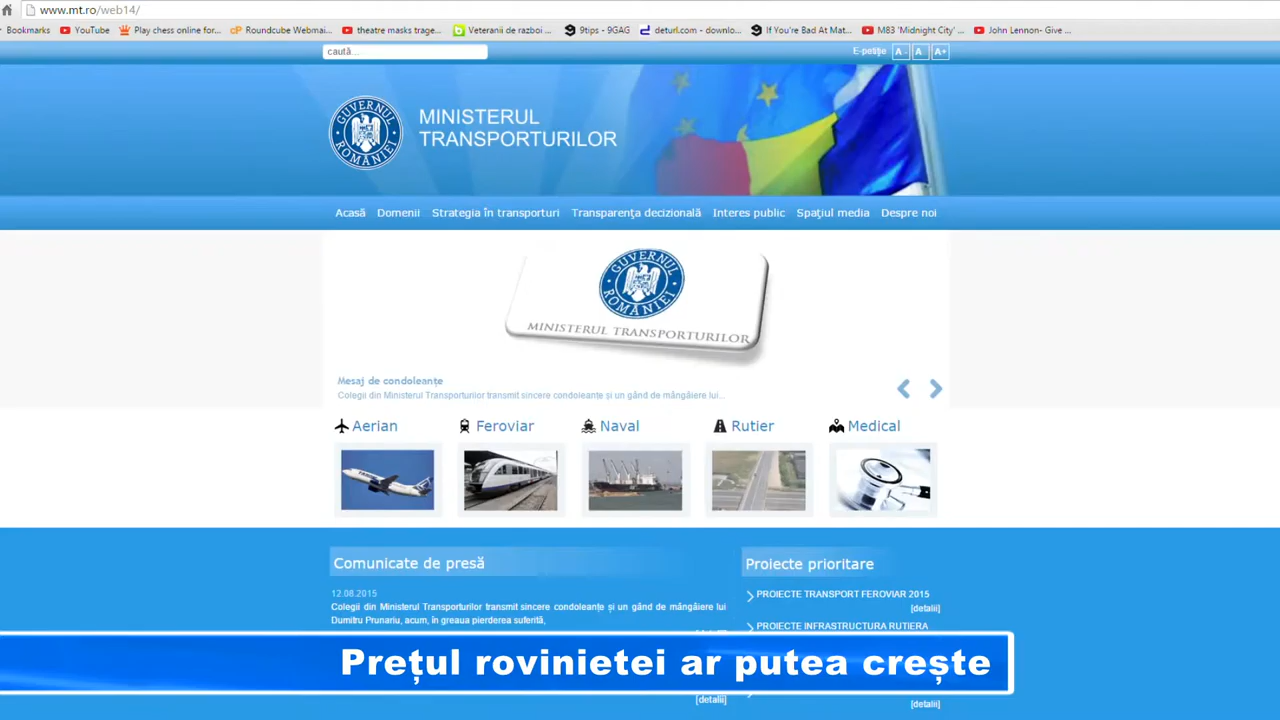 www.mt.ro/web14/
Bookmarks YouTube Play chess online for... Roundcube Webmai... theatre masks trage... Veteranii de razboi ... 9tips - 9GAG deturl.com - downlo... If You're Bad At Mat... M83 'Midnight City' ... John Lennon- Give ...
caută... E-petiţie A- A A+
GUVERNUL ROMÂNIEI
MINISTERUL
TRANSPORTURILOR
Acasă Domenii Strategia în transporturi Transparenţa decizională Interes public Spaţiul media Despre noi
GUVERNUL ROMÂNIEI
MINISTERUL TRANSPORTURILOR
Mesaj de condoleanțe
Colegii din Ministerul Transporturilor transmit sincere condoleanțe și un gând de mângâiere lui...
Aerian Feroviar Naval Rutier Medical
Comunicate de presă
12.08.2015
Colegii din Ministerul Transporturilor transmit sincere condoleanțe și un gând de mângâiere lui
Dumitru Prunariu, acum, în greaua pierderea suferită,
Proiecte prioritare
PROIECTE TRANSPORT FEROVIAR 2015
[detalii]
PROIECTE INFRASTRUCTURA RUTIERA
Prețul rovinietei ar putea crește
[detalii]
[detalii]